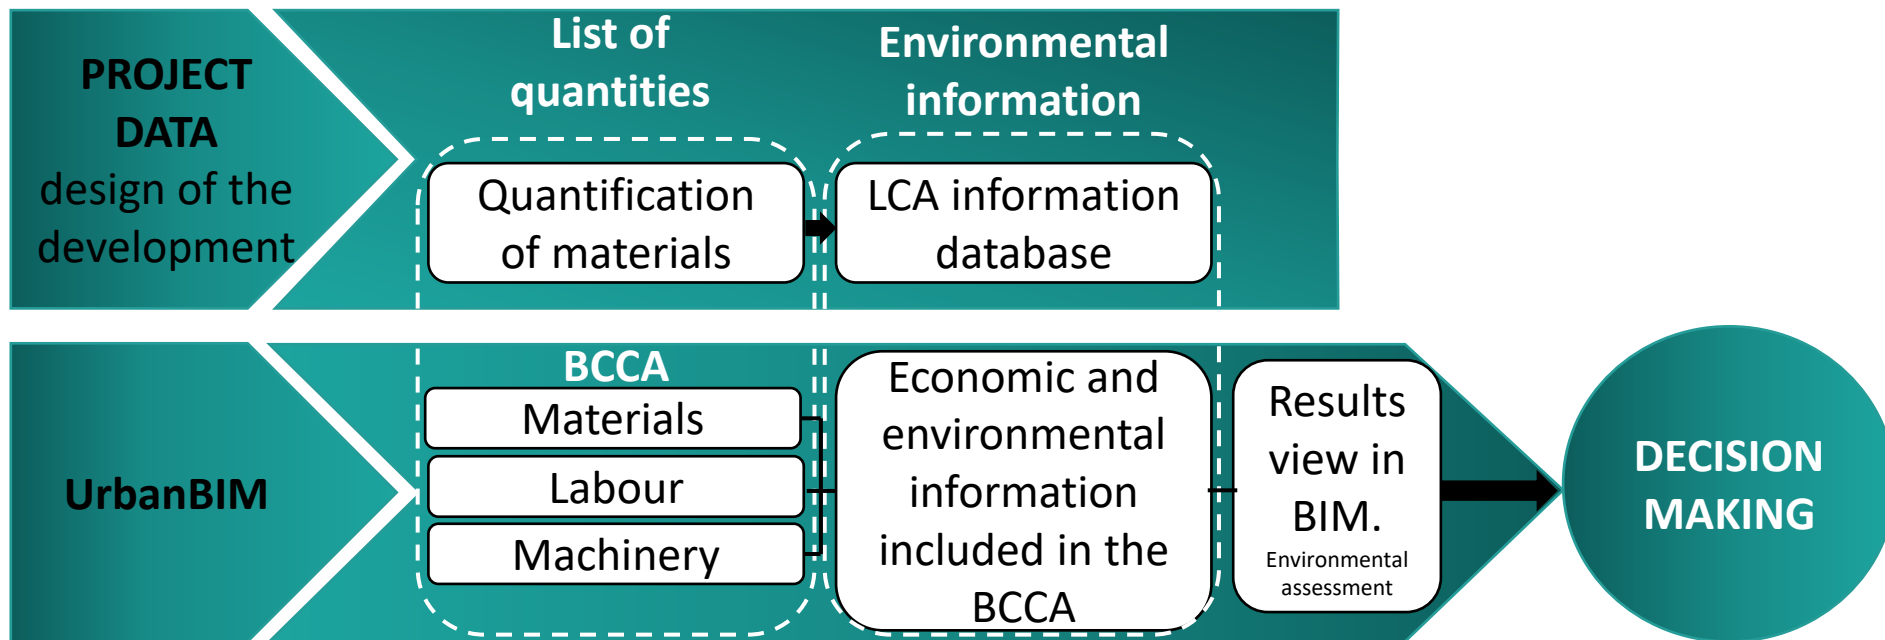 PROJECT
DATA
design of the
development
List of
quantities
Environmental
information
Quantification
of materials
LCA information
database
UrbanBIM
BCCA
Materials
Labour
Machinery
Economic and
environmental
information
included in the
BCCA
Results
view in
BIM.
Environmental
assessment
DECISION
MAKING